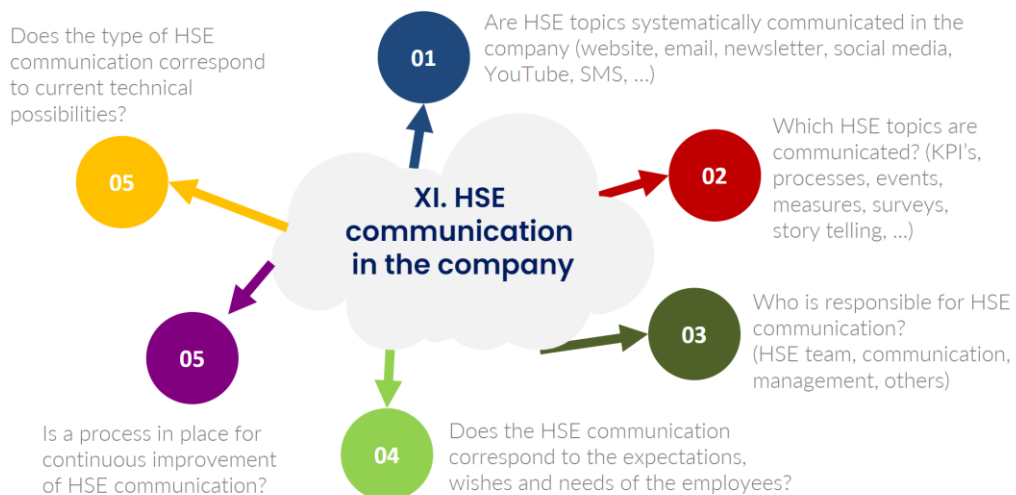 XI. HSE
communication
in the company
01
Are HSE topics systematically communicated in the
company (website, email, newsletter, social media,
YouTube, SMS, ...)
02
Which HSE topics are
communicated? (KPI's,
processes, events,
measures, surveys,
story telling, ...)
03
Who is responsible for HSE
communication?
(HSE team, communication,
management, others)
04
Does the HSE communication
correspond to the expectations,
wishes and needs of the employees?
05
Is a process in place for
continuous improvement
of HSE communication?
05
Does the type of HSE
communication correspond
to current technical
possibilities?